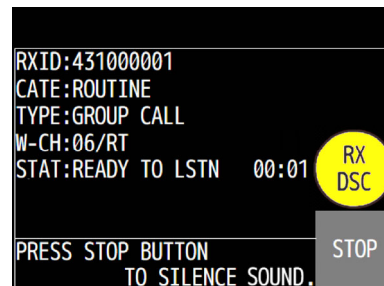 RXID:431000001
CATE:ROUTINE
TYPE:GROUP CALL
W-CH:06/RT
STAT:READY TO LSTN 00:01
RX
DSC
PRESS STOP BUTTON
TO SILENCE SOUND.
STOP